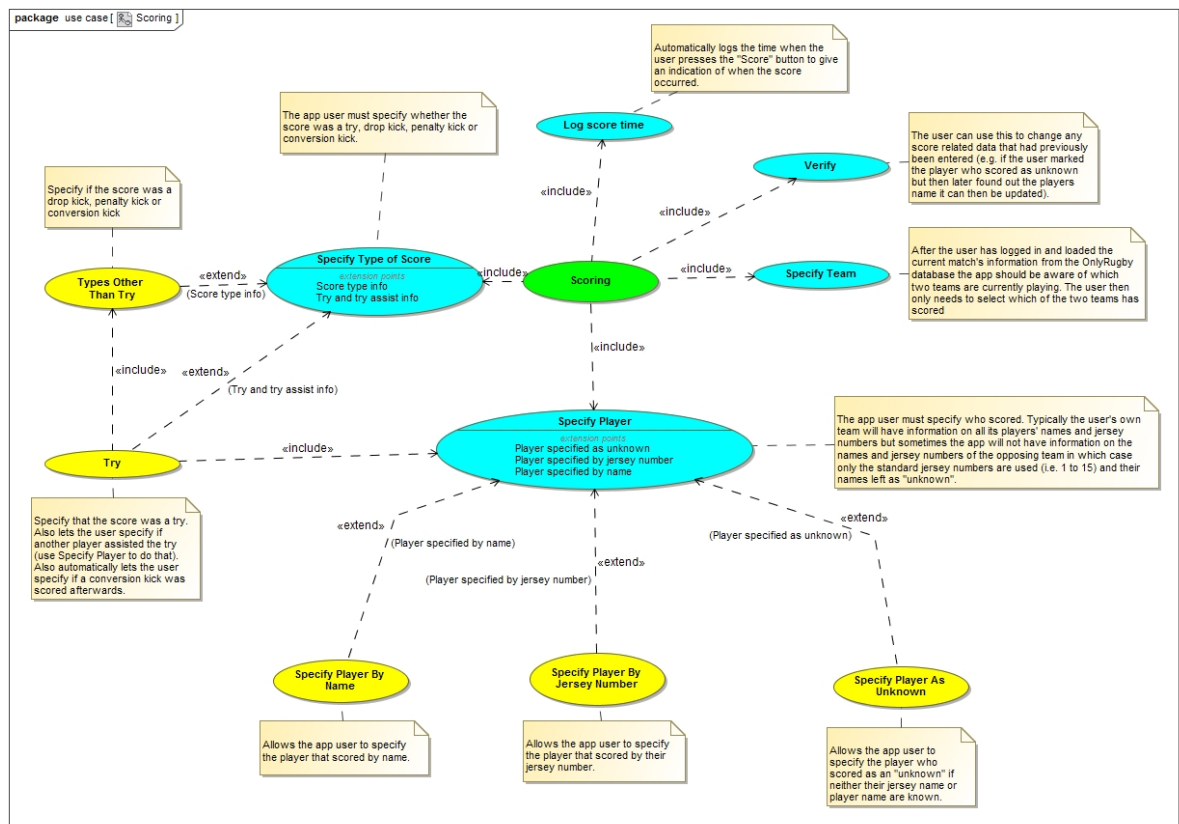 package use case [ Scoring ]
Automatically logs the time when the
user presses the "Score" button to give
an indication of when the score
occurred.
The app user must specify whether the
score was a try, drop kick, penalty kick or
conversion kick.
Log score time
The user can use this to change any
score related data that had previously
been entered (e.g. if the user marked
the player who scored as unknown
but then later found out the players
name it can then be updated).
Verify
Specify if the score was a
drop kick, penalty kick or
conversion kick
«include»
«include»
After the user has logged in and loaded the
current match's information from the OnlyRugby
database the app should be aware of which
two teams are currently playing. The user then
only needs to select which of the two teams has
scored
Specify Type of Score
extension points
Score type info
Try and try assist info
«extend»
(Score type info)
Types Other
Than Try
«include»
Scoring
«include»
Specify Team
«include»
«include»
«extend»
(Try and try assist info)
Specify Player
extension points
Player specified as unknown
Player specified by jersey number
Player specified by name
The app user must specify who scored. Typically the user's own
team will have information on all its players' names and jersey
numbers but sometimes the app will not have information on the
names and jersey numbers of the opposing team in which case
only the standard jersey numbers are used (i.e. 1 to 15) and their
names left as "unknown".
«include»
Try
Specify that the score was a try.
Also lets the user specify if
another player assisted the try
(use Specify Player to do that).
Also automatically lets the user
specify if a conversion kick was
scored afterwards.
«extend»
(Player specified by name)
«extend»
(Player specified by jersey number)
«extend»
(Player specified as unknown)
Specify Player By
Name
Specify Player By
Jersey Number
Specify Player As
Unknown
Allows the app user to specify
the player that scored by name.
Allows the app user to specify
the player that scored by their
jersey number.
Allows the app user to
specify the player who
scored as an "unknown" if
neither their jersey name or
player name are known.